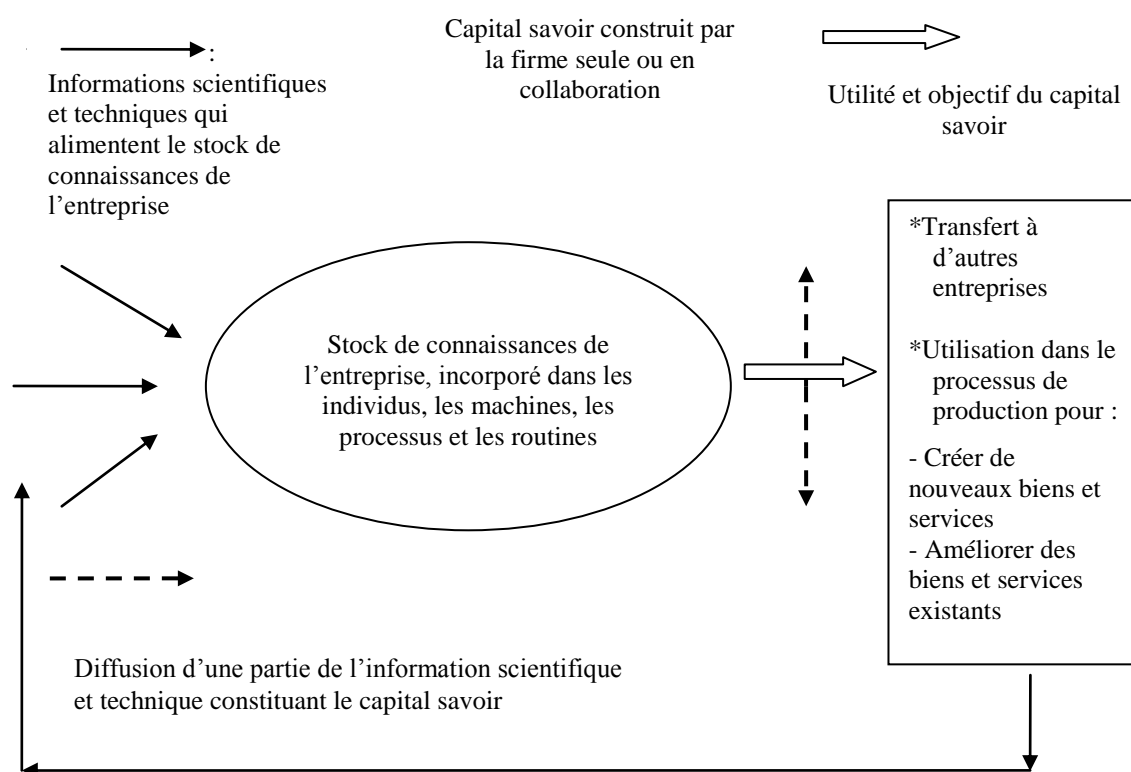 :
Informations scientifiques
et techniques qui
alimentent le stock de
connaissances de
l’entreprise
Capital savoir construit par
la firme seule ou en
collaboration
Utilité et objectif du capital
savoir
Stock de connaissances de
l’entreprise, incorporé dans les
individus, les machines, les
processus et les routines
*Transfert à
d’autres
entreprises
*Utilisation dans le
processus de
production pour :
- Créer de
nouveaux biens et
services
- Améliorer des
biens et services
existants
Diffusion d’une partie de l’information scientifique
et technique constituant le capital savoir